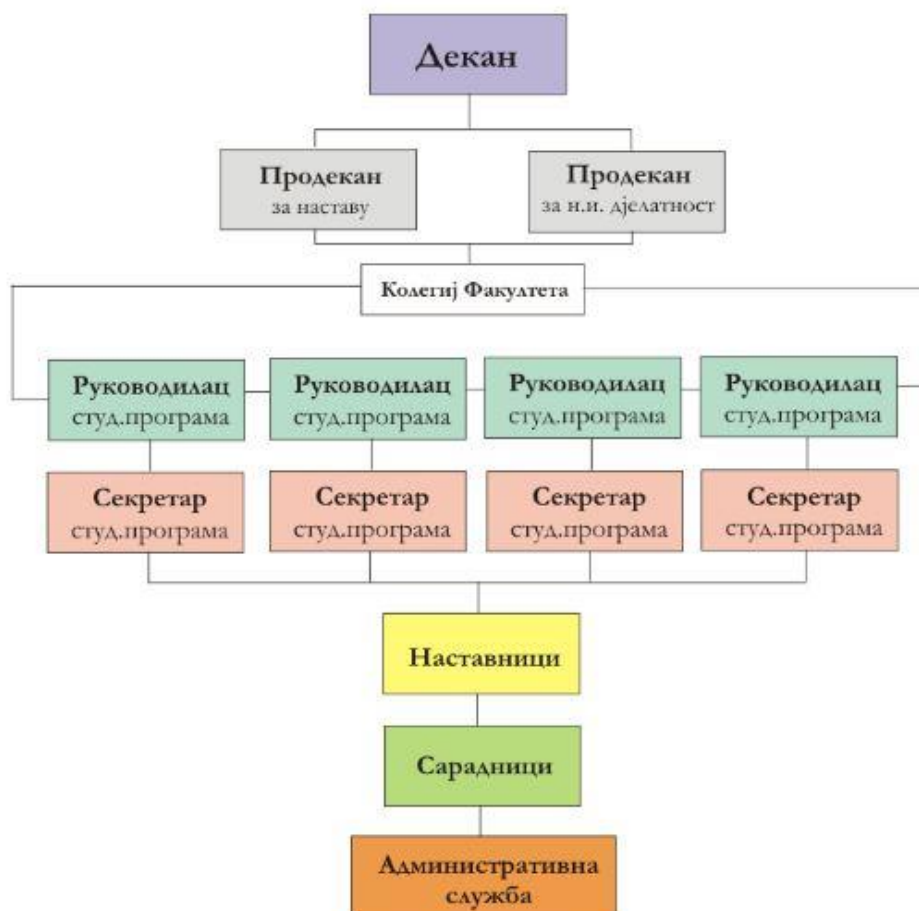 Декан
Продекан
за наставу
Продекан
за н.и. дјелатност
Колегиј Факултета
Руководилац
студ.програма
Руководилац
студ.програма
Руководилац
студ.програма
Руководилац
студ.програма
Секретар
студ.програма
Секретар
студ.програма
Секретар
студ.програма
Секретар
студ.програма
Наставници
Сарадници
Административна
служба